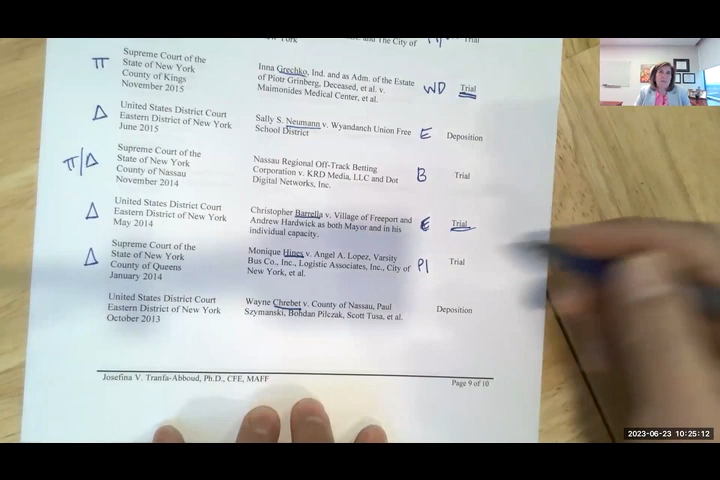 and The City of
Trial
π Supreme Court of the
State of New York
County of Kings
November 2015
Inna Grechko, Ind. and as Adm. of the Estate
of Piotr Grinberg, Deceased, et al. v.
Maimonides Medical Center, et al.
WD Trial
Δ United States District Court
Eastern District of New York
June 2015
Sally S. Neumann v. Wyandanch Union Free
School District
E Deposition
π/Δ Supreme Court of the
State of New York
County of Nassau
November 2014
Nassau Regional Off-Track Betting
Corporation v. KRD Media, LLC and Dot
Digital Networks, Inc.
B Trial
Δ United States District Court
Eastern District of New York
May 2014
Christopher Barrella v. Village of Freeport and
Andrew Hardwick as both Mayor and in his
individual capacity.
E Trial
Δ Supreme Court of the
State of New York
County of Queens
January 2014
Monique Hines v. Angel A. Lopez, Varsity
Bus Co., Inc., Logistic Associates, Inc., City of
New York, et al.
PI Trial
United States District Court
Eastern District of New York
October 2013
Wayne Chrebet v. County of Nassau, Paul
Szymanski, Bohdan Pilczak, Scott Tusa, et al.
Deposition
Josefina V. Tranfa-Abboud, Ph.D., CFE, MAFF
Page 9 of 10
2023-06-23 10:25:12